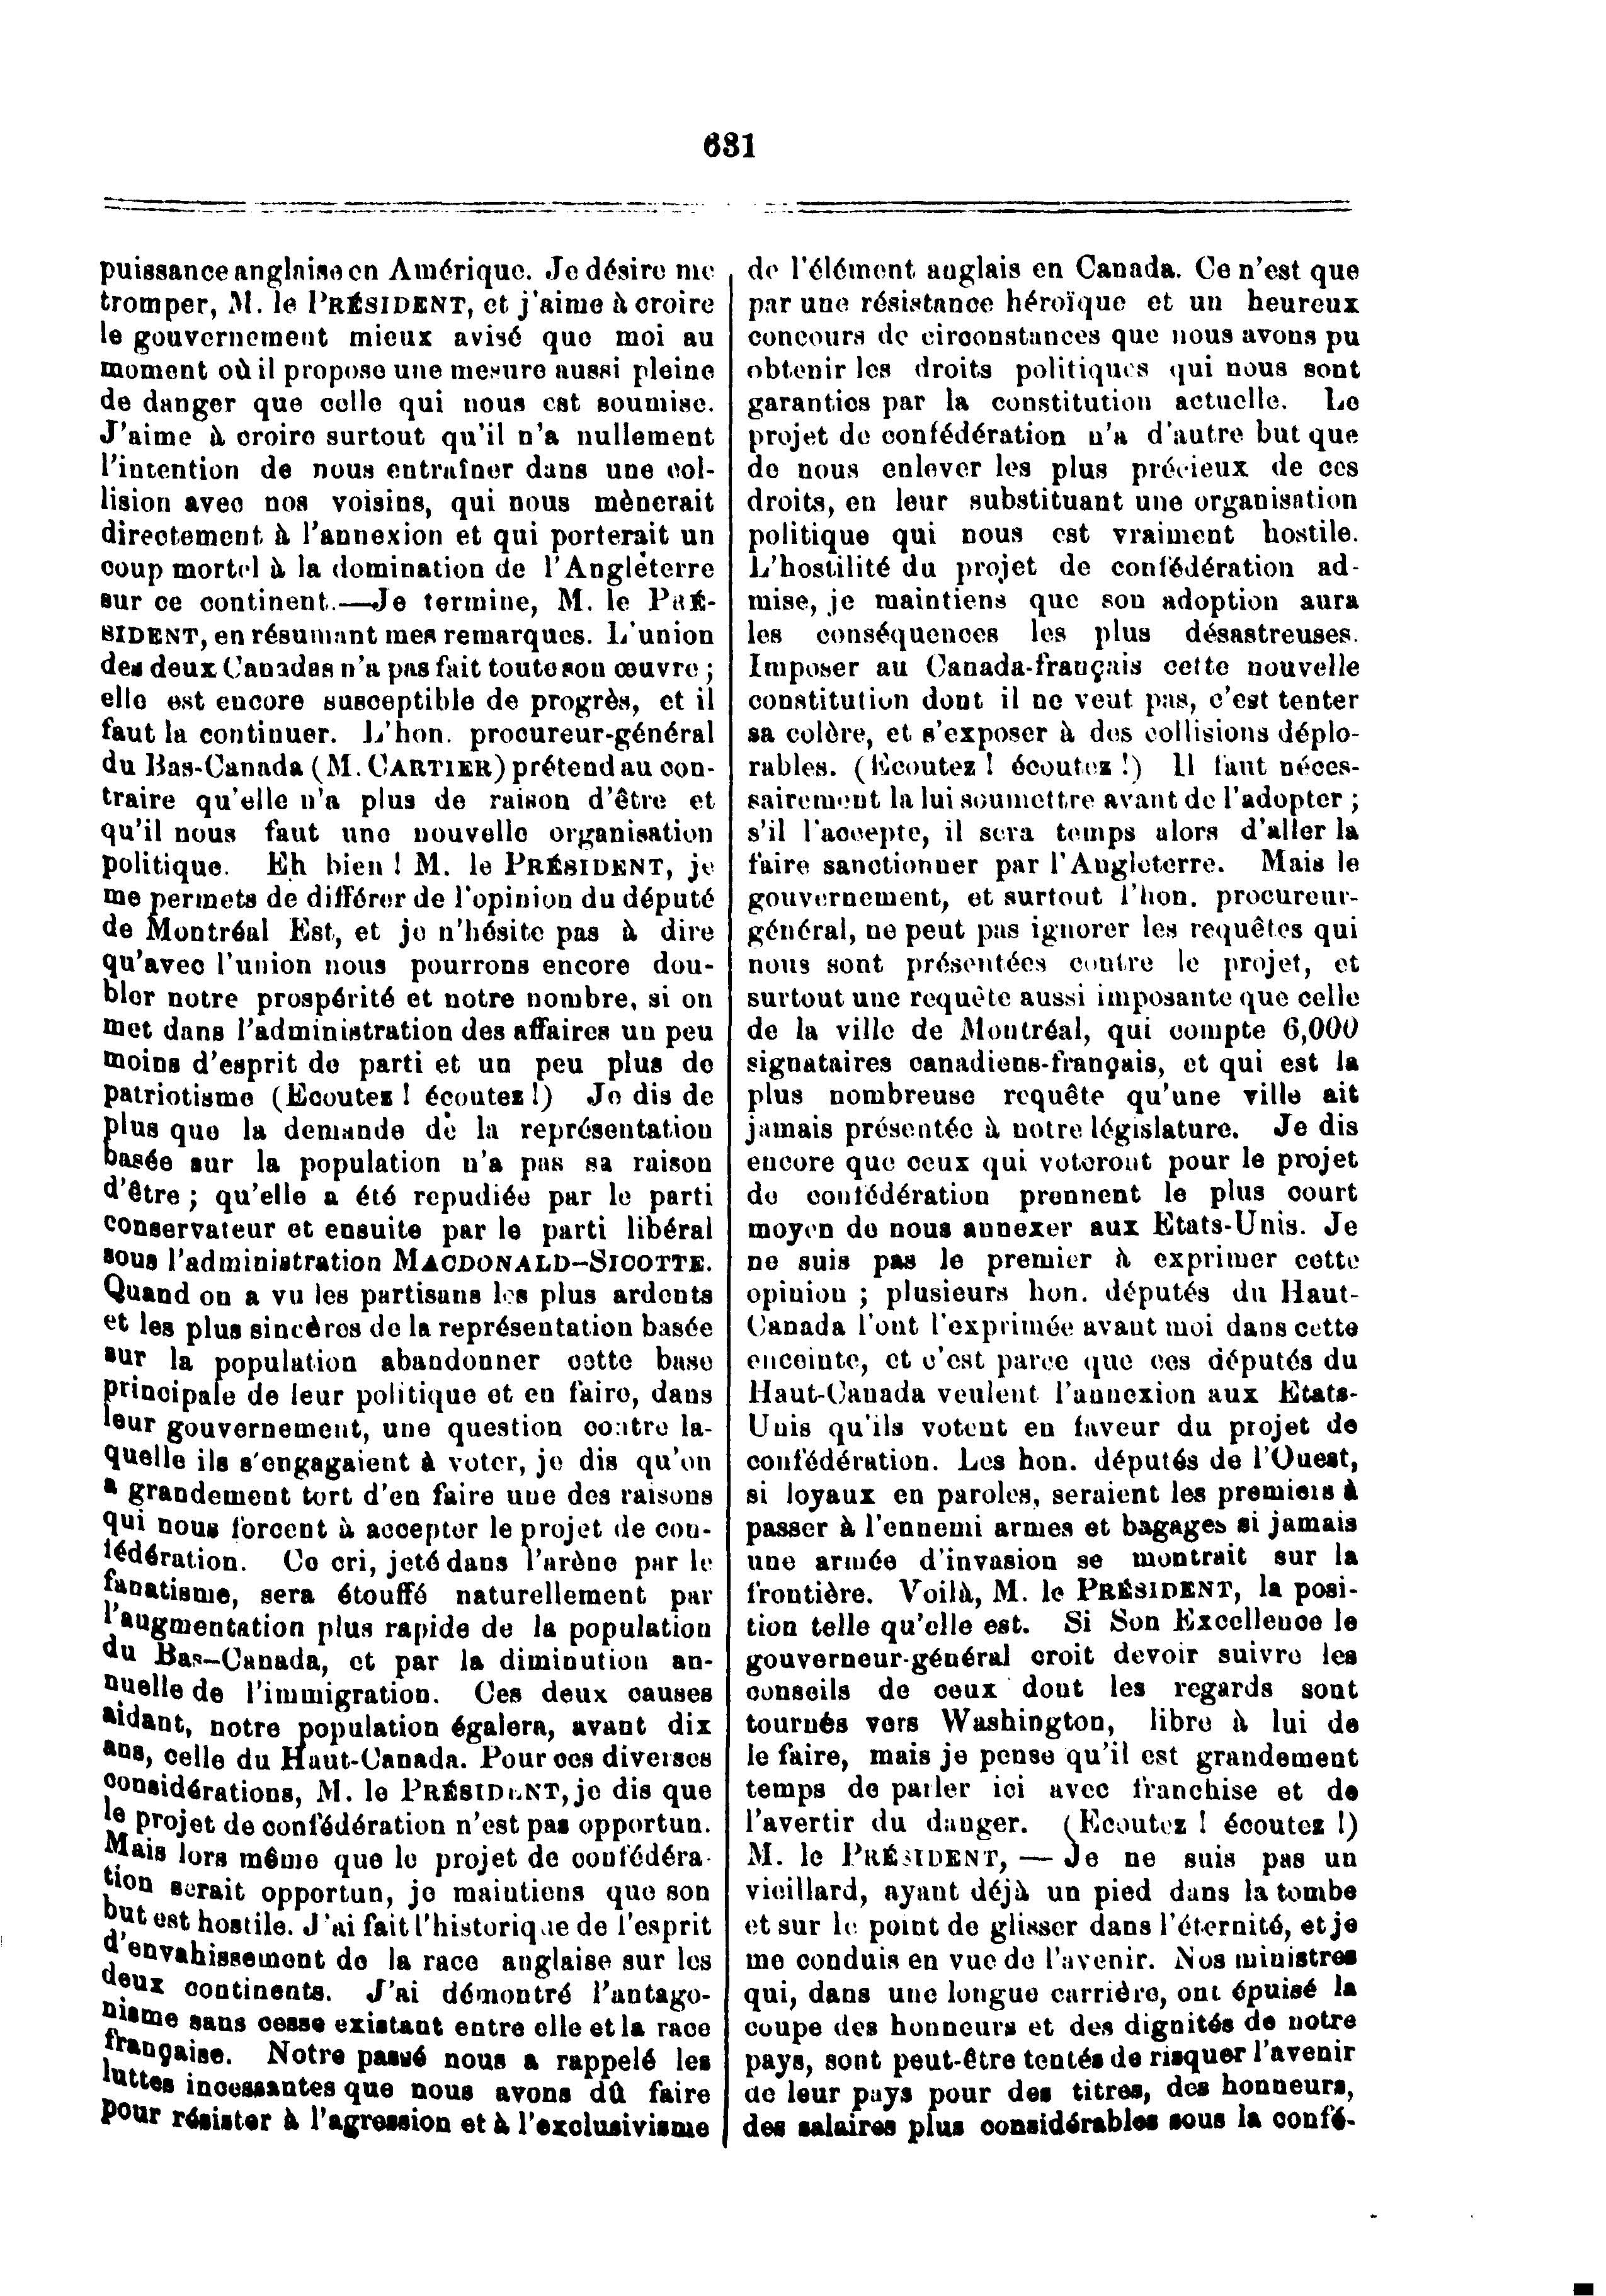 631
puissance anglaise en Amérique. Je désire me
tromper, M. le PRÉSIDENT, et j'aime à croire
le gouvernement mieux avisé que moi au
moment où il propose une mesure aussi pleine
de danger que celle qui nous est soumise.
J'aime à croire surtout qu'il n'a nullement
l'intention de nous entraîner dans une col-
lision avec nos voisins, qui nous mènerait
directement à l'annexion et qui porterait un
coup mortel à la domination de l'Angleterre
sur ce continent.—Je termine, M. le PRÉ-
SIDENT, en résumant mes remarques. L'union
des deux Canadas n'a pas fait toute son œuvre ;
elle est encore susceptible de progrès, et il
faut la continuer. L'hon. procureur-général
du Bas-Canada (M. CARTIER) prétend au con-
traire qu'elle n'a plus de raison d'être et
qu'il nous faut une nouvelle organisation
politique. Eh bien ! M. le PRÉSIDENT, je
me permets de différer de l'opinion du député
de Montréal Est, et je n'hésite pas à dire
qu'avec l'union nous pourrons encore dou-
bler notre prospérité et notre nombre, si on
met dans l'administration des affaires un peu
moins d'esprit de parti et un peu plus de
patriotisme (Ecoutez ! écoutez !) Je dis de
plus que la demande de la représentation
basée sur la population n'a pas sa raison
d'être ; qu'elle a été repudiée par le parti
conservateur et ensuite par le parti libéral
sous l'administration MACDONALD-SICOTTE.
Quand on a vu les partisans les plus ardents
et les plus sincères de la représentation basée
sur la population abandonner cette base
principale de leur politique et en faire, dans
leur gouvernement, une question contre la-
quelle ils s'engagaient à voter, je dis qu'on
a grandement tort d'en faire une des raisons
qui nous forcent à accepter le projet de con-
fédération. Ce cri, jeté dans l'arène par le
fanatisme, sera étouffé naturellement par
l'augmentation plus rapide de la population
du Bas-Canada, et par la diminution an-
nuelle de l'immigration. Ces deux causes
aidant, notre population égalera, avant dix
ans, celle du Haut-Canada. Pour ces diverses
considérations, M. le PRÉSIDENT, je dis que
le projet de confédération n'est pas opportun.
Mais lors même que le projet de confédéra-
tion serait opportun, je maintiens que son
but est hostile. J'ai fait l'historique de l'esprit
d'envahissement de la race anglaise sur les
deux continents. J'ai démontré l'antago-
nisme sans cesse existant entre elle et la race
française. Notre passé nous a rappelé les
luttes incessantes que nous avons dû faire
pour résister à l'agression et à l'exclusivisme
de l'élément anglais en Canada. Ce n'est que
par une résistance héroïque et un heureux
concours de circonstances que nous avons pu
obtenir les droits politiques qui nous sont
garanties par la constitution actuelle. Le
projet de confédération n'a d'autre but que
de nous enlever les plus précieux de ces
droits, en leur substituant une organisation
politique qui nous est vraiment hostile.
L'hostilité du projet de confédération ad-
mise, je maintiens que son adoption aura
les conséquences les plus désastreuses.
Imposer au Canada-français cette nouvelle
constitution dont il ne veut pas, c'est tenter
sa colère, et s'exposer à des collisions déplo-
rables. (Ecoutez ! écoutez !) Il faut néces-
sairement la lui soumettre avant de l'adopter ;
s'il l'accepte, il sera temps alors d'aller la
faire sanctionner par l'Angleterre. Mais le
gouvernement, et surtout l'hon. procureur-
général, ne peut pas ignorer les requêtes qui
nous sont présentées contre le projet, et
surtout une requête aussi imposante que celle
de la ville de Montréal, qui compte 6,000
signataires canadiens-français, et qui est la
plus nombreuse requête qu'une ville ait
jamais présentée à notre législature. Je dis
encore que ceux qui voteront pour le projet
de confédération prennent le plus court
moyen de nous annexer aux Etats-Unis. Je
ne suis pas le premier à exprimer cette
opinion ; plusieurs hon. députés du Haut-
Canada l'ont l'exprimée avant moi dans cette
enceinte, et c'est parce que ces députés du
Haut-Canada veulent l'annexion aux Etats-
Unis qu'ils votent en faveur du projet de
confédération. Les hon. députés de l'Ouest,
si loyaux en paroles, seraient les premiers à
passer à l'ennemi armes et bagages si jamais
une armée d'invasion se montrait sur la
frontière. Voilà, M. le PRÉSIDENT, la posi-
tion telle qu'elle est. Si Son Excellence le
gouverneur-général croit devoir suivre les
conseils de ceux dont les regards sont
tournés vers Washington, libre à lui de
le faire, mais je pense qu'il est grandement
temps de parler ici avec franchise et de
l'avertir du danger. (Ecoutez ! écoutez !)
M. le PRÉSIDENT, — Je ne suis pas un
vieillard, ayant déjà un pied dans la tombe
et sur le point de glisser dans l'éternité, et je
me conduis en vue de l'avenir. Nos ministres
qui, dans une longue carrière, ont épuisé la
coupe des honneurs et des dignités de notre
pays, sont peut-être tentés de risquer l'avenir
de leur pays pour des titres, des honneurs,
des salaires plus considérables sous la confé-